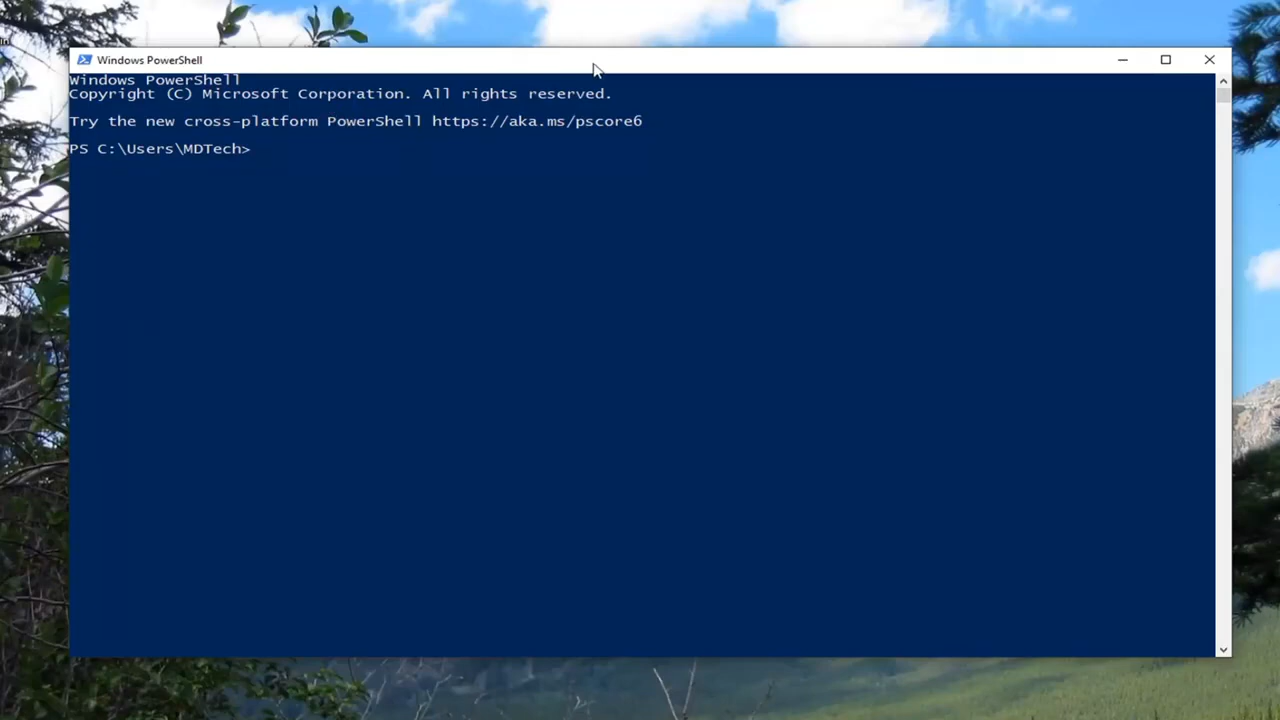 Windows PowerShell
Windows PowerShell
Copyright (C) Microsoft Corporation. All rights reserved.
Try the new cross-platform PowerShell https://aka.ms/pscore6
PS C:\Users\MDTech>